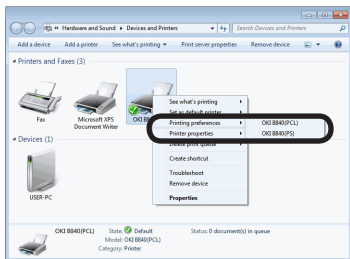 Hardware and Sound ▸ Devices and Printers
Search Devices and Printers
Add a device Add a printer See what's printing Print server properties Remove device
Printers and Faxes (3)
Fax
Microsoft XPS Document Writer
OKI B84
See what's printing
Set as default printer
Printing preferences OKI B840(PCL)
Printer properties OKI B840(PS)
Delete print queue
Create shortcut
Troubleshoot
Remove device
Properties
Devices (1)
USER-PC
OKI B840(PCL) State: Default Status: 0 document(s) in queue
Model: OKI B840(PCL)
Category: Printer